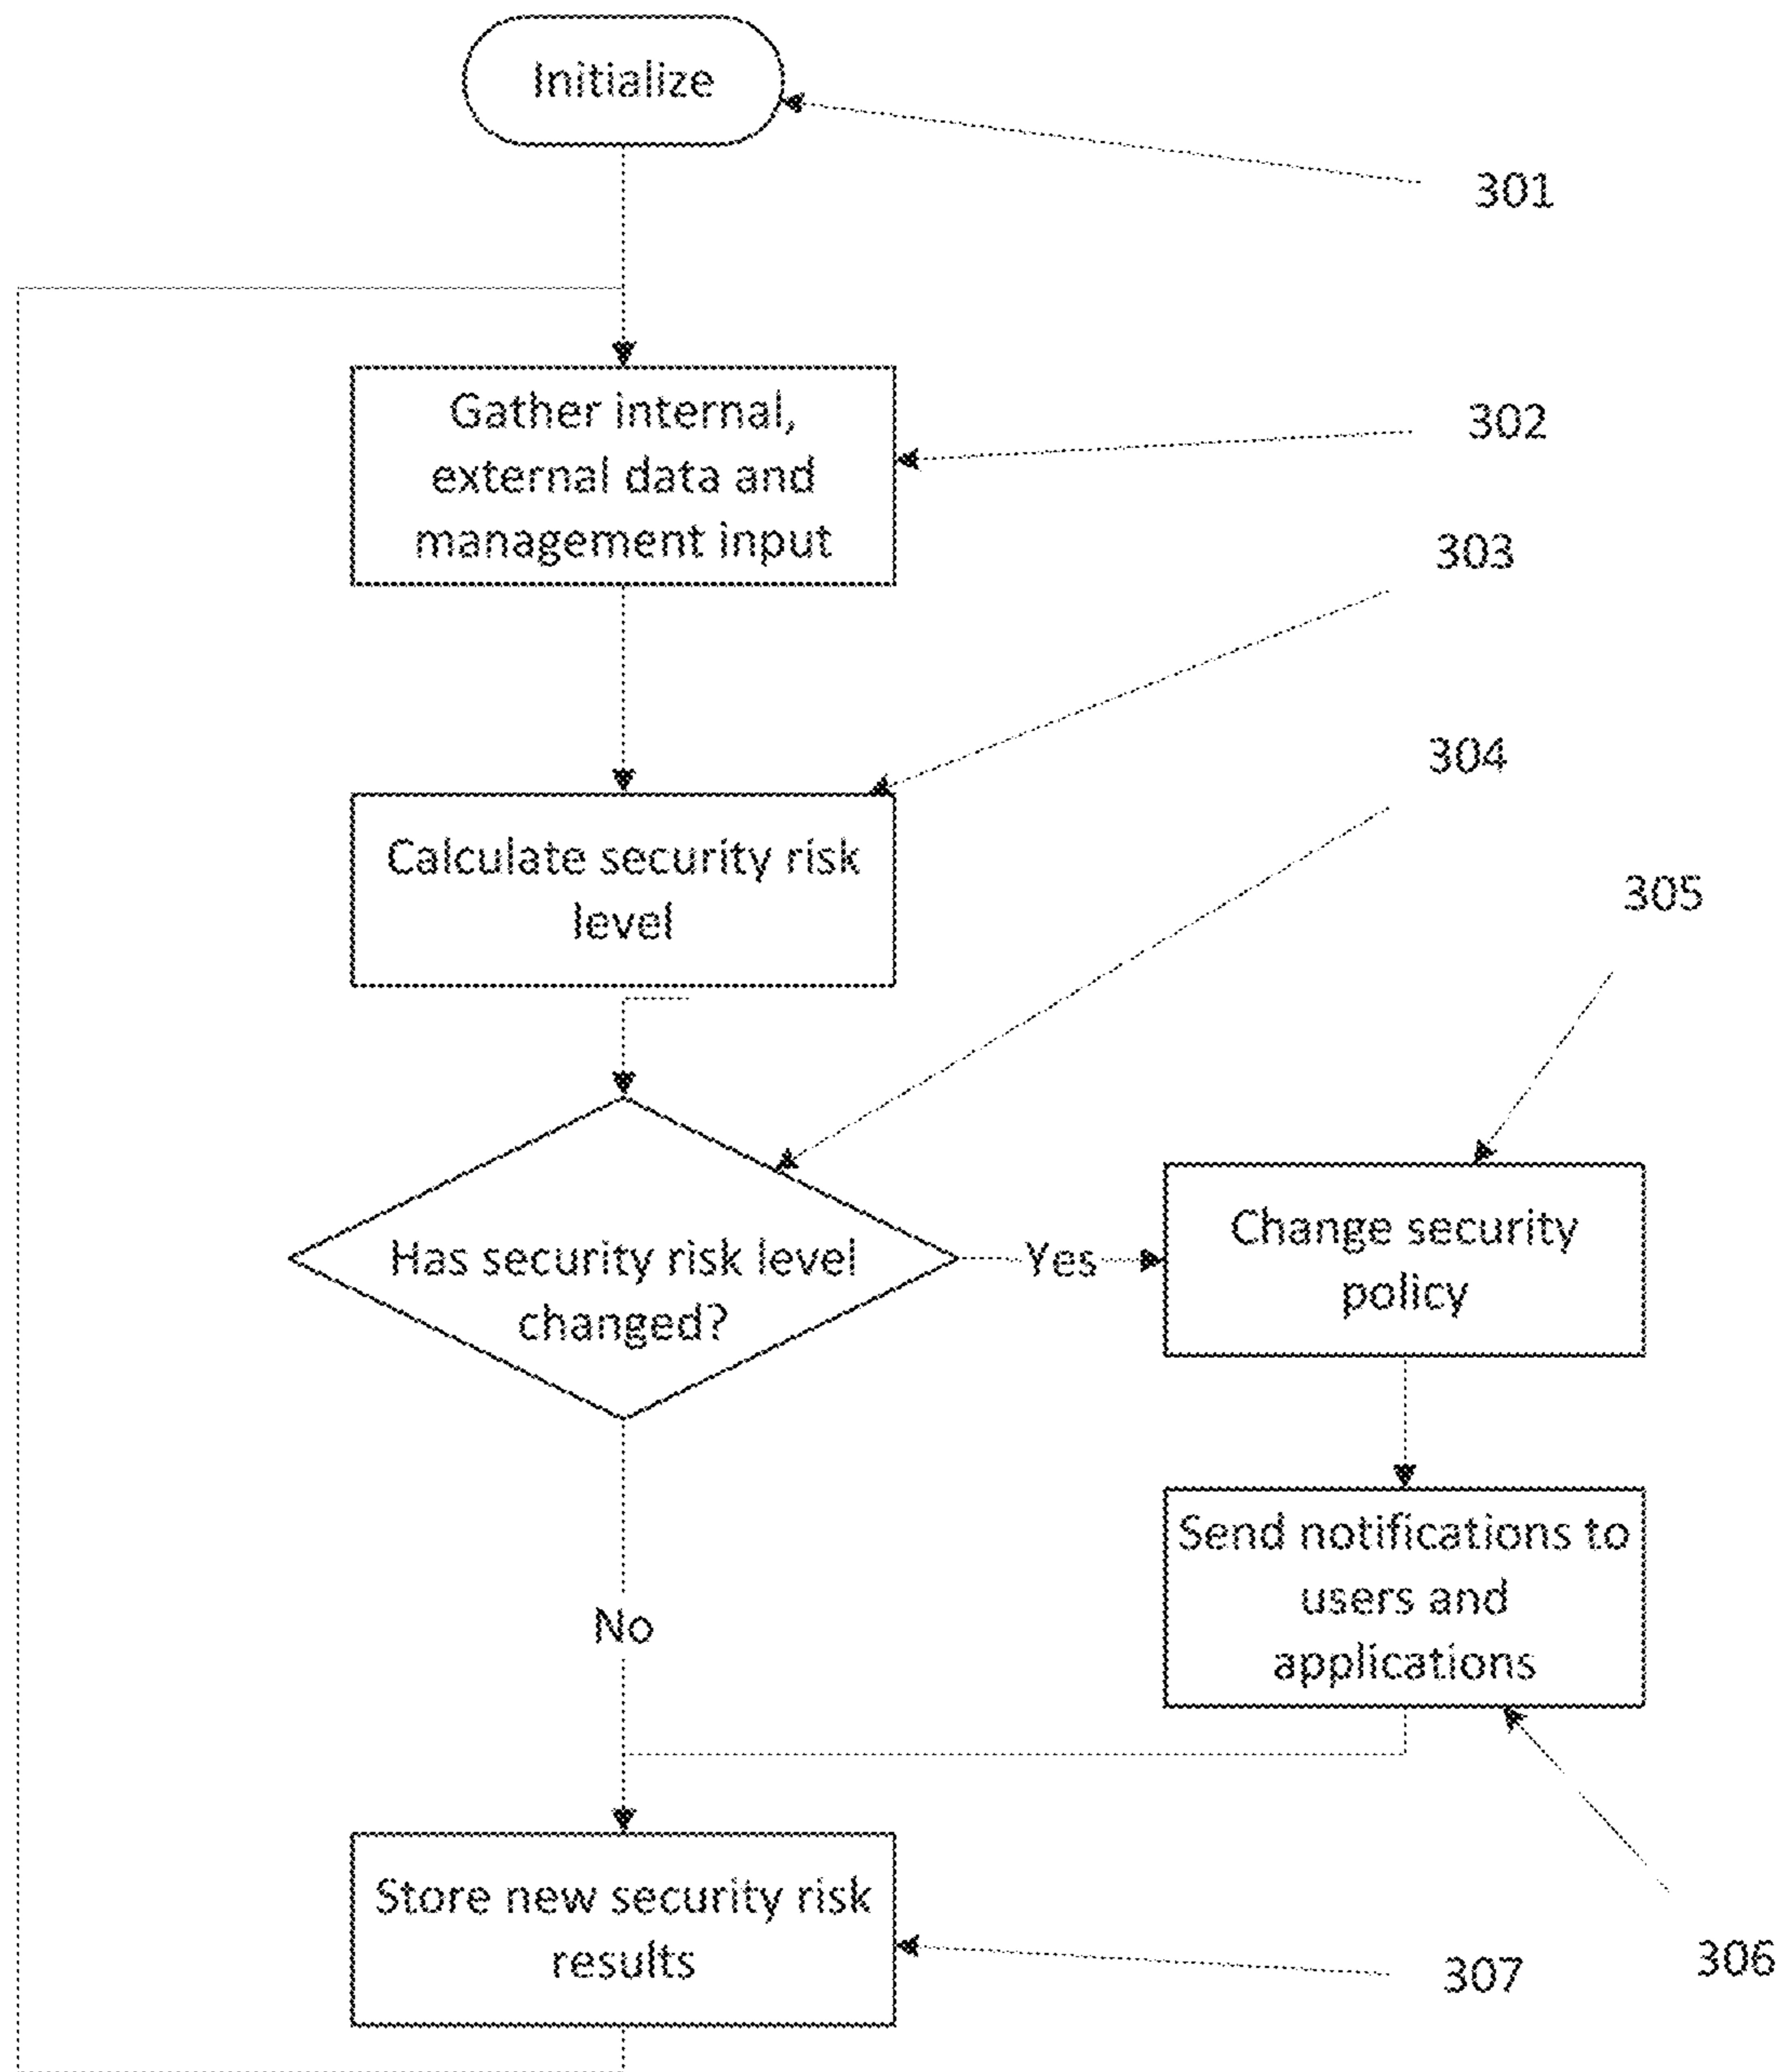 Initialize
301
Gather internal,
external data and
management input
302
303
Calculate security risk
level
304
305
Has security risk level
changed?
Yes
Change security
policy
Send notifications to
users and
applications
No
Store new security risk
results
307
306